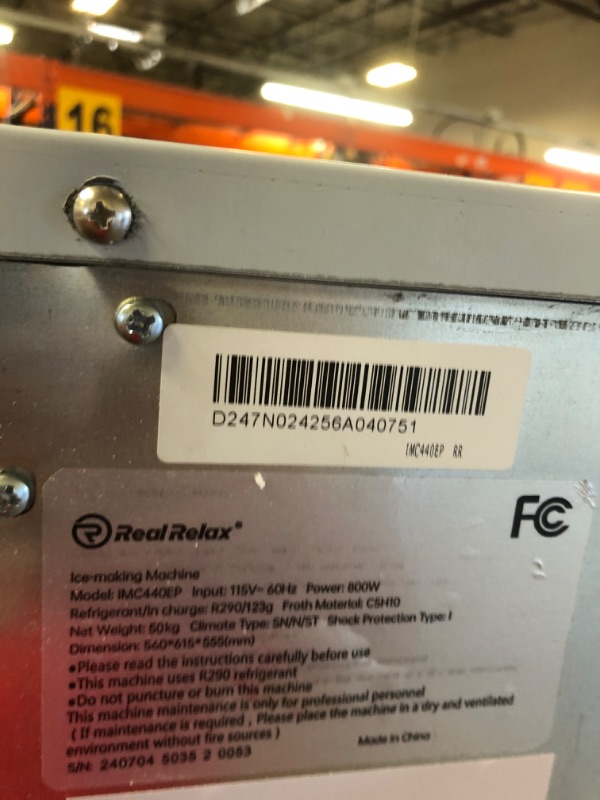 16
D247N024256A040751
IMC440EP RR
RealRelax®
FC
Ice-making Machine
Model: IMC440EP Input: 115V~ 60Hz Power: 800W
Refrigerant/in charge: R290/123g Froth Material: C5H10
Net Weight: 50kg Climate Type: SN/N/ST Shock Protection Type: I
Dimension: 560*615*555(mm)
•Please read the instructions carefully before use
•This machine uses R290 refrigerant
•Do not puncture or burn this machine
This machine maintenance is only for professional personnel
( If maintenance is required , Please place the machine in a dry and ventilated
environment without fire sources )
Made in China
S/N: 240704 5035 2 0053